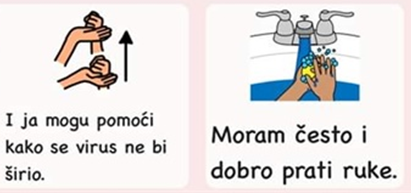 I ja mogu pomoći
kako se virus ne bi
širio.
Moram često i
dobro prati ruke.